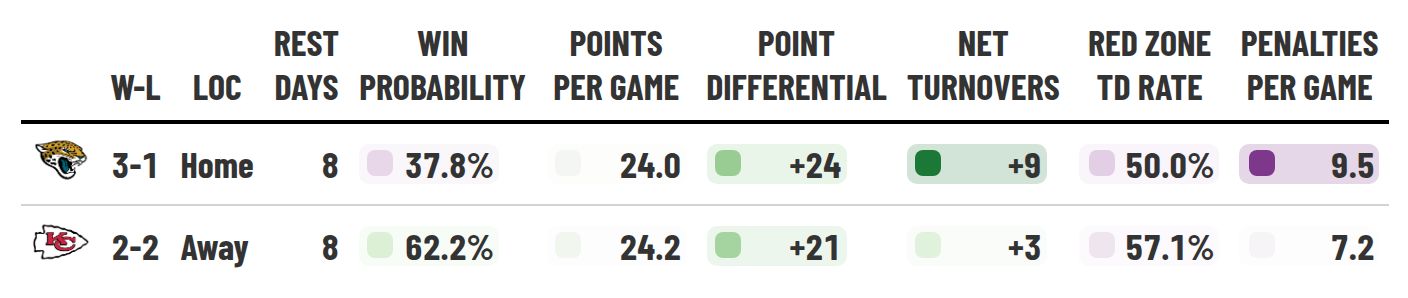 REST WIN POINTS POINT NET RED ZONE PENALTIES
W-L LOC DAYS PROBABILITY PER GAME DIFFERENTIAL TURNOVERS TD RATE PER GAME
3-1 Home 8 37.8% 24.0 +24 +9 50.0% 9.5
KC 2-2 Away 8 62.2% 24.2 +21 +3 57.1% 7.2